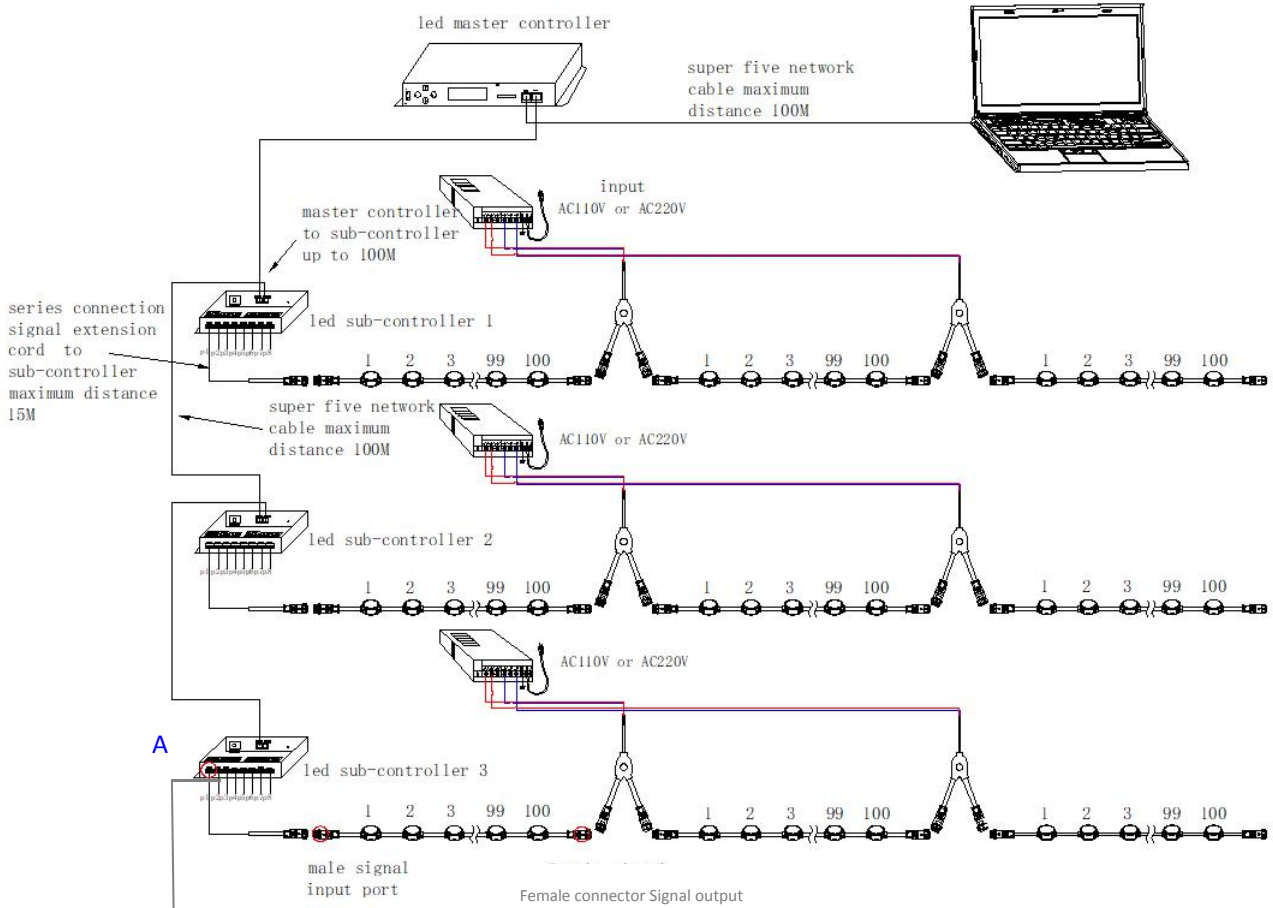 led master controller
super five network
cable maximum
distance 100M
input
AC110V or AC220V
master controller
to sub-controller
up to 100M
series connection
signal extension
cord to
sub-controller
maximum distance
15M
led sub-controller 1
1 2 3 99 100
1 2 3 99 100
1 2 3 99 100
super five network
cable maximum
distance 100M
AC110V or AC220V
led sub-controller 2
1 2 3 99 100
1 2 3 99 100
1 2 3 99 100
AC110V or AC220V
A
led sub-controller 3
1 2 3 99 100
1 2 3 99 100
1 2 3 99 100
male signal
input port
Female connector Signal output